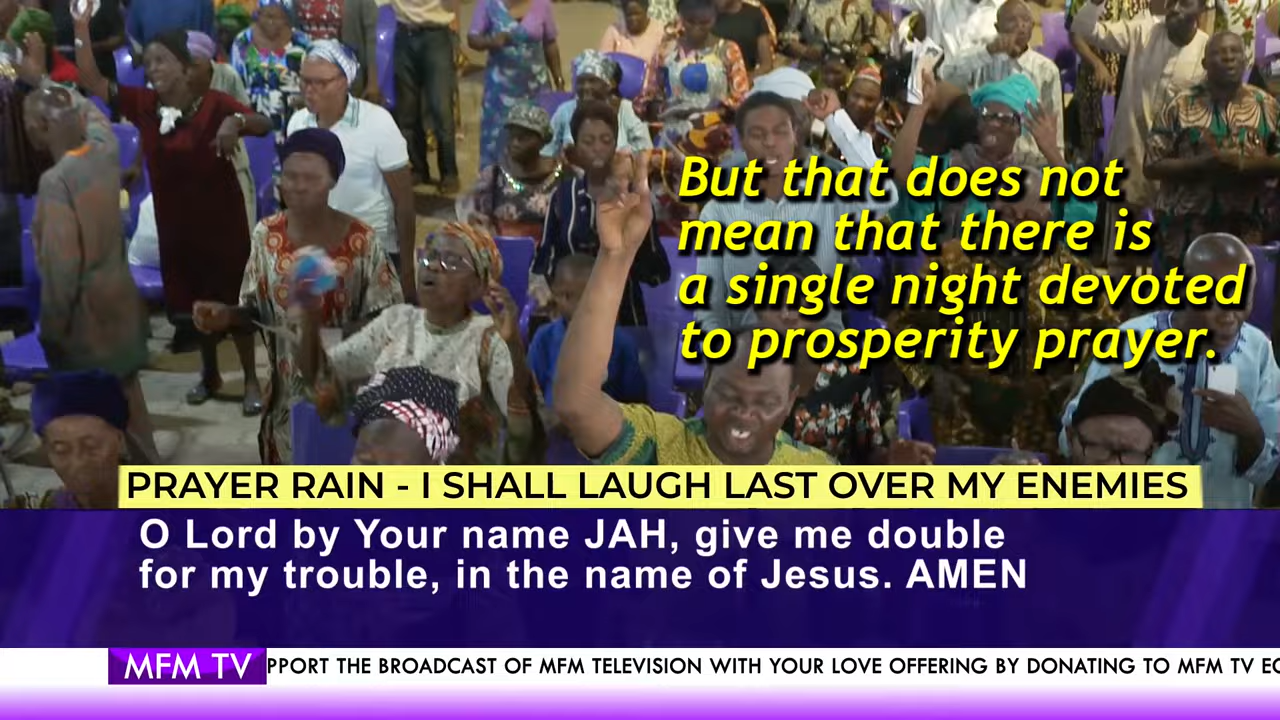 But that does not
mean that there is
a single night devoted
to prosperity prayer.
PRAYER RAIN - I SHALL LAUGH LAST OVER MY ENEMIES
O Lord by Your name JAH, give me double
for my trouble, in the name of Jesus. AMEN
MFM TV
PPORT THE BROADCAST OF MFM TELEVISION WITH YOUR LOVE OFFERING BY DONATING TO MFM TV EC